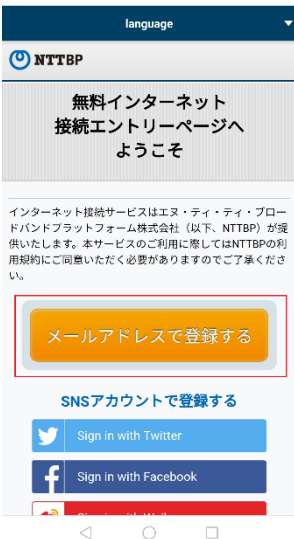 language
NTTBP
無料インターネット
接続エントリーページへ
ようこそ
インターネット接続サービスはエヌ・ティ・ティ・ブロー
ドバンドプラットフォーム株式会社（以下、NTTBP）が提
供いたします。本サービスのご利用に際してはNTTBPの利
用規約にご同意いただく必要がありますのでご了承くださ
い。
メールアドレスで登録する
SNSアカウントで登録する
Sign in with Twitter
Sign in with Facebook